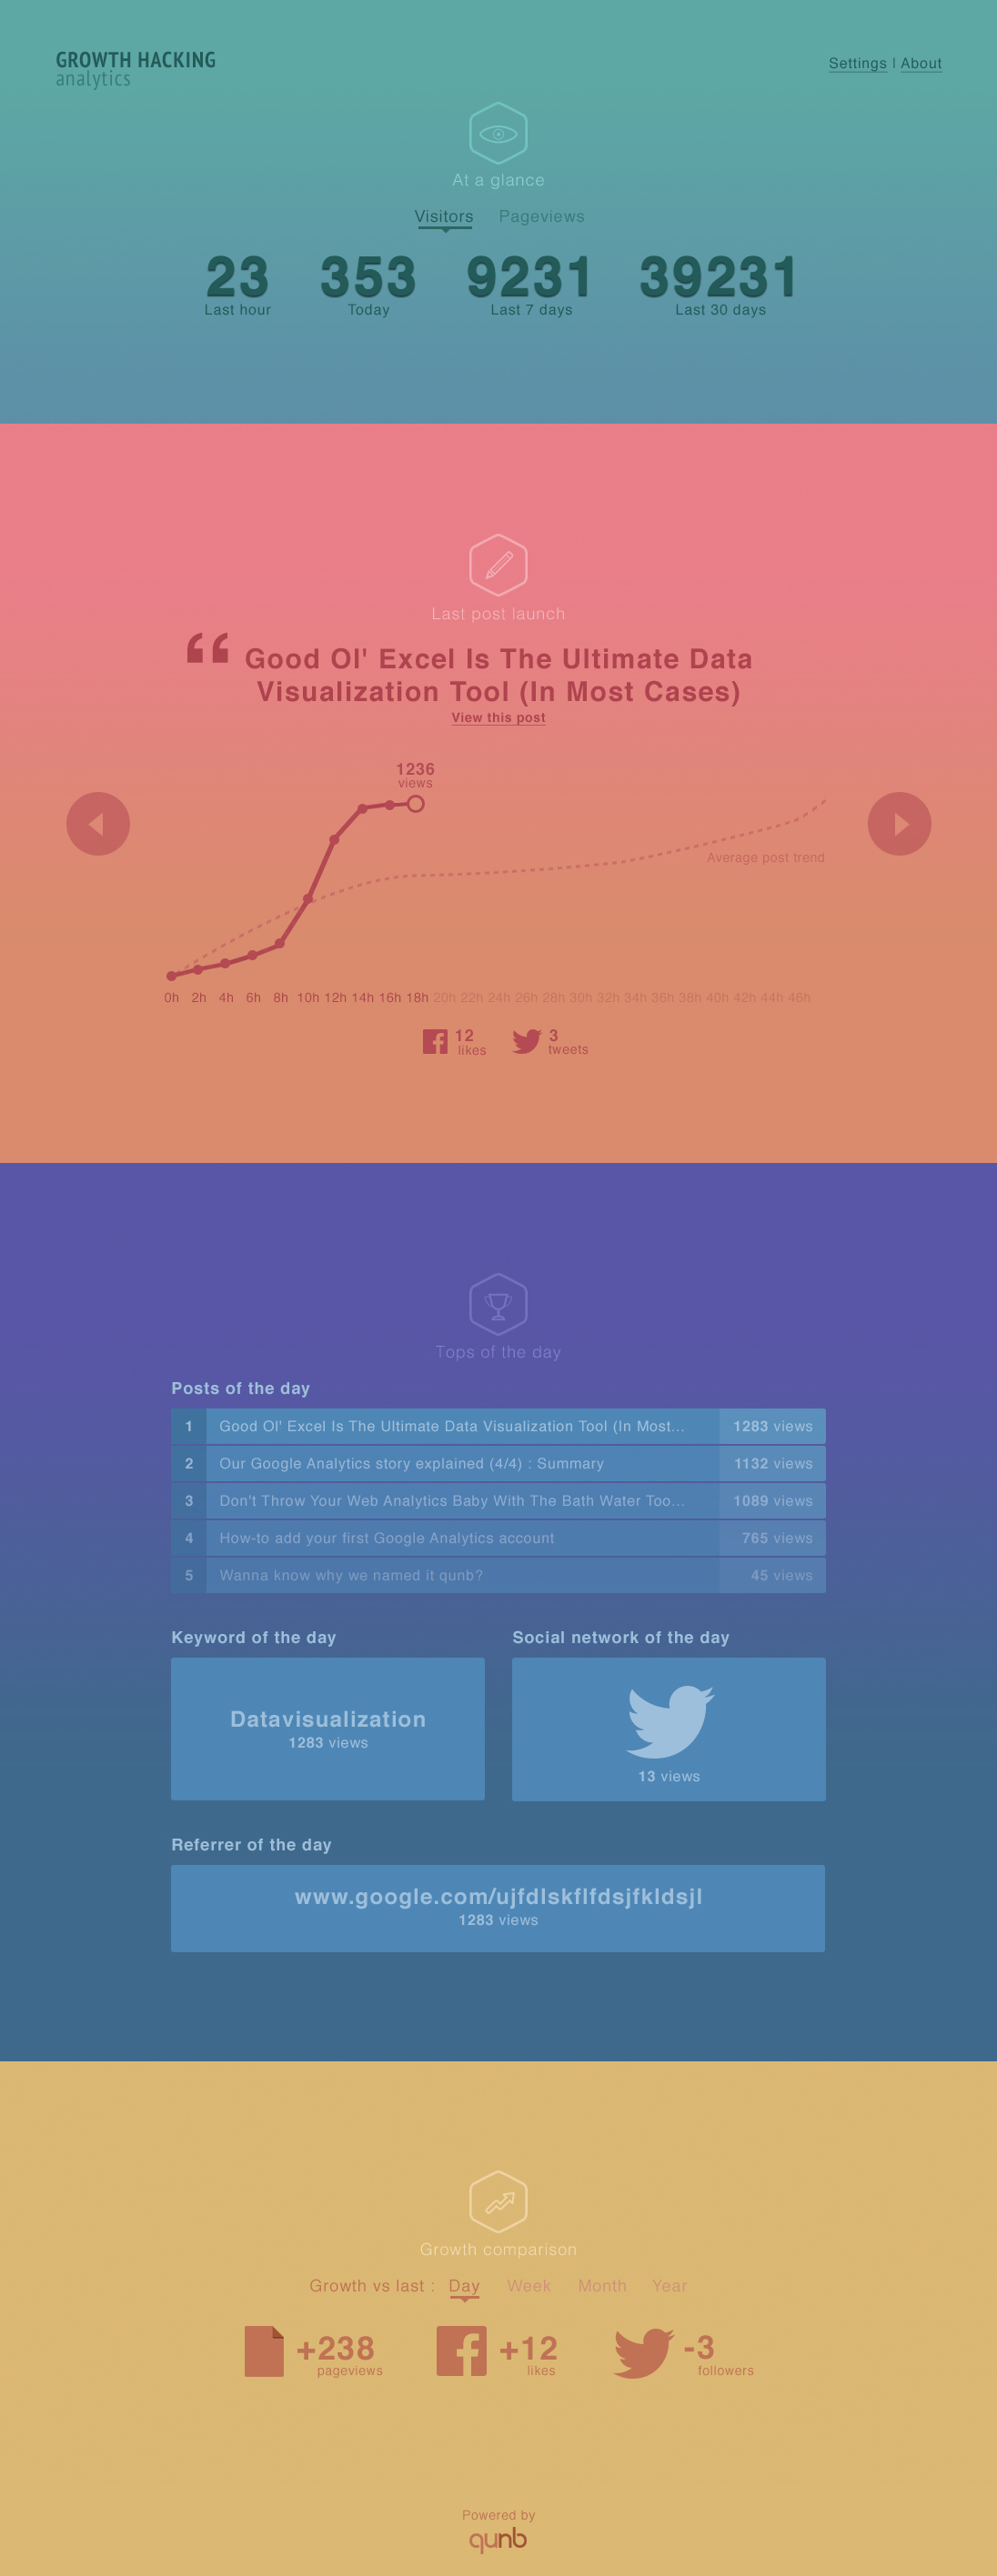 GROWTH HACKING
analytics
Settings | About
At a glance
Visitors Pageviews
23 353 9231 39231
Last hour Today Last 7 days Last 30 days
Last post launch
“ Good Ol' Excel Is The Ultimate Data
Visualization Tool (In Most Cases)
View this post
1236
views
Average post trend
0h 2h 4h 6h 8h 10h 12h 14h 16h 18h 20h 22h 24h 26h 28h 30h 32h 34h 36h 38h 40h 42h 44h 46h
12 3
likes tweets
Tops of the day
Posts of the day
1 Good Ol' Excel Is The Ultimate Data Visualization Tool (In Most... 1283 views
2 Our Google Analytics story explained (4/4) : Summary 1132 views
3 Don't Throw Your Web Analytics Baby With The Bath Water Too... 1089 views
4 How-to add your first Google Analytics account 765 views
5 Wanna know why we named it qunb? 45 views
Keyword of the day Social network of the day
Datavisualization
1283 views
13 views
Referrer of the day
www.google.com/ujfdlskflfdsjfkldsjl
1283 views
Growth comparison
Growth vs last : Day Week Month Year
+238 +12 -3
pageviews likes followers
Powered by
qunb